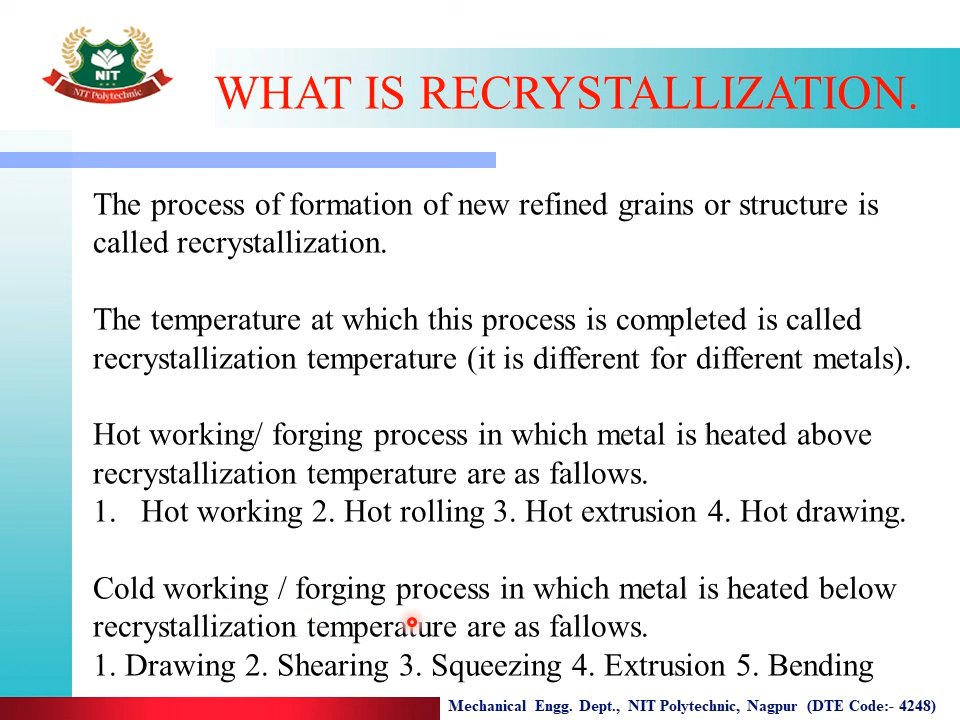 NIT
NIT Polytechnic
WHAT IS RECRYSTALLIZATION.
The process of formation of new refined grains or structure is
called recrystallization.
The temperature at which this process is completed is called
recrystallization temperature (it is different for different metals).
Hot working/ forging process in which metal is heated above
recrystallization temperature are as fallows.
1. Hot working 2. Hot rolling 3. Hot extrusion 4. Hot drawing.
Cold working / forging process in which metal is heated below
recrystallization temperature are as fallows.
1. Drawing 2. Shearing 3. Squeezing 4. Extrusion 5. Bending
Mechanical Engg. Dept., NIT Polytechnic, Nagpur (DTE Code:- 4248)